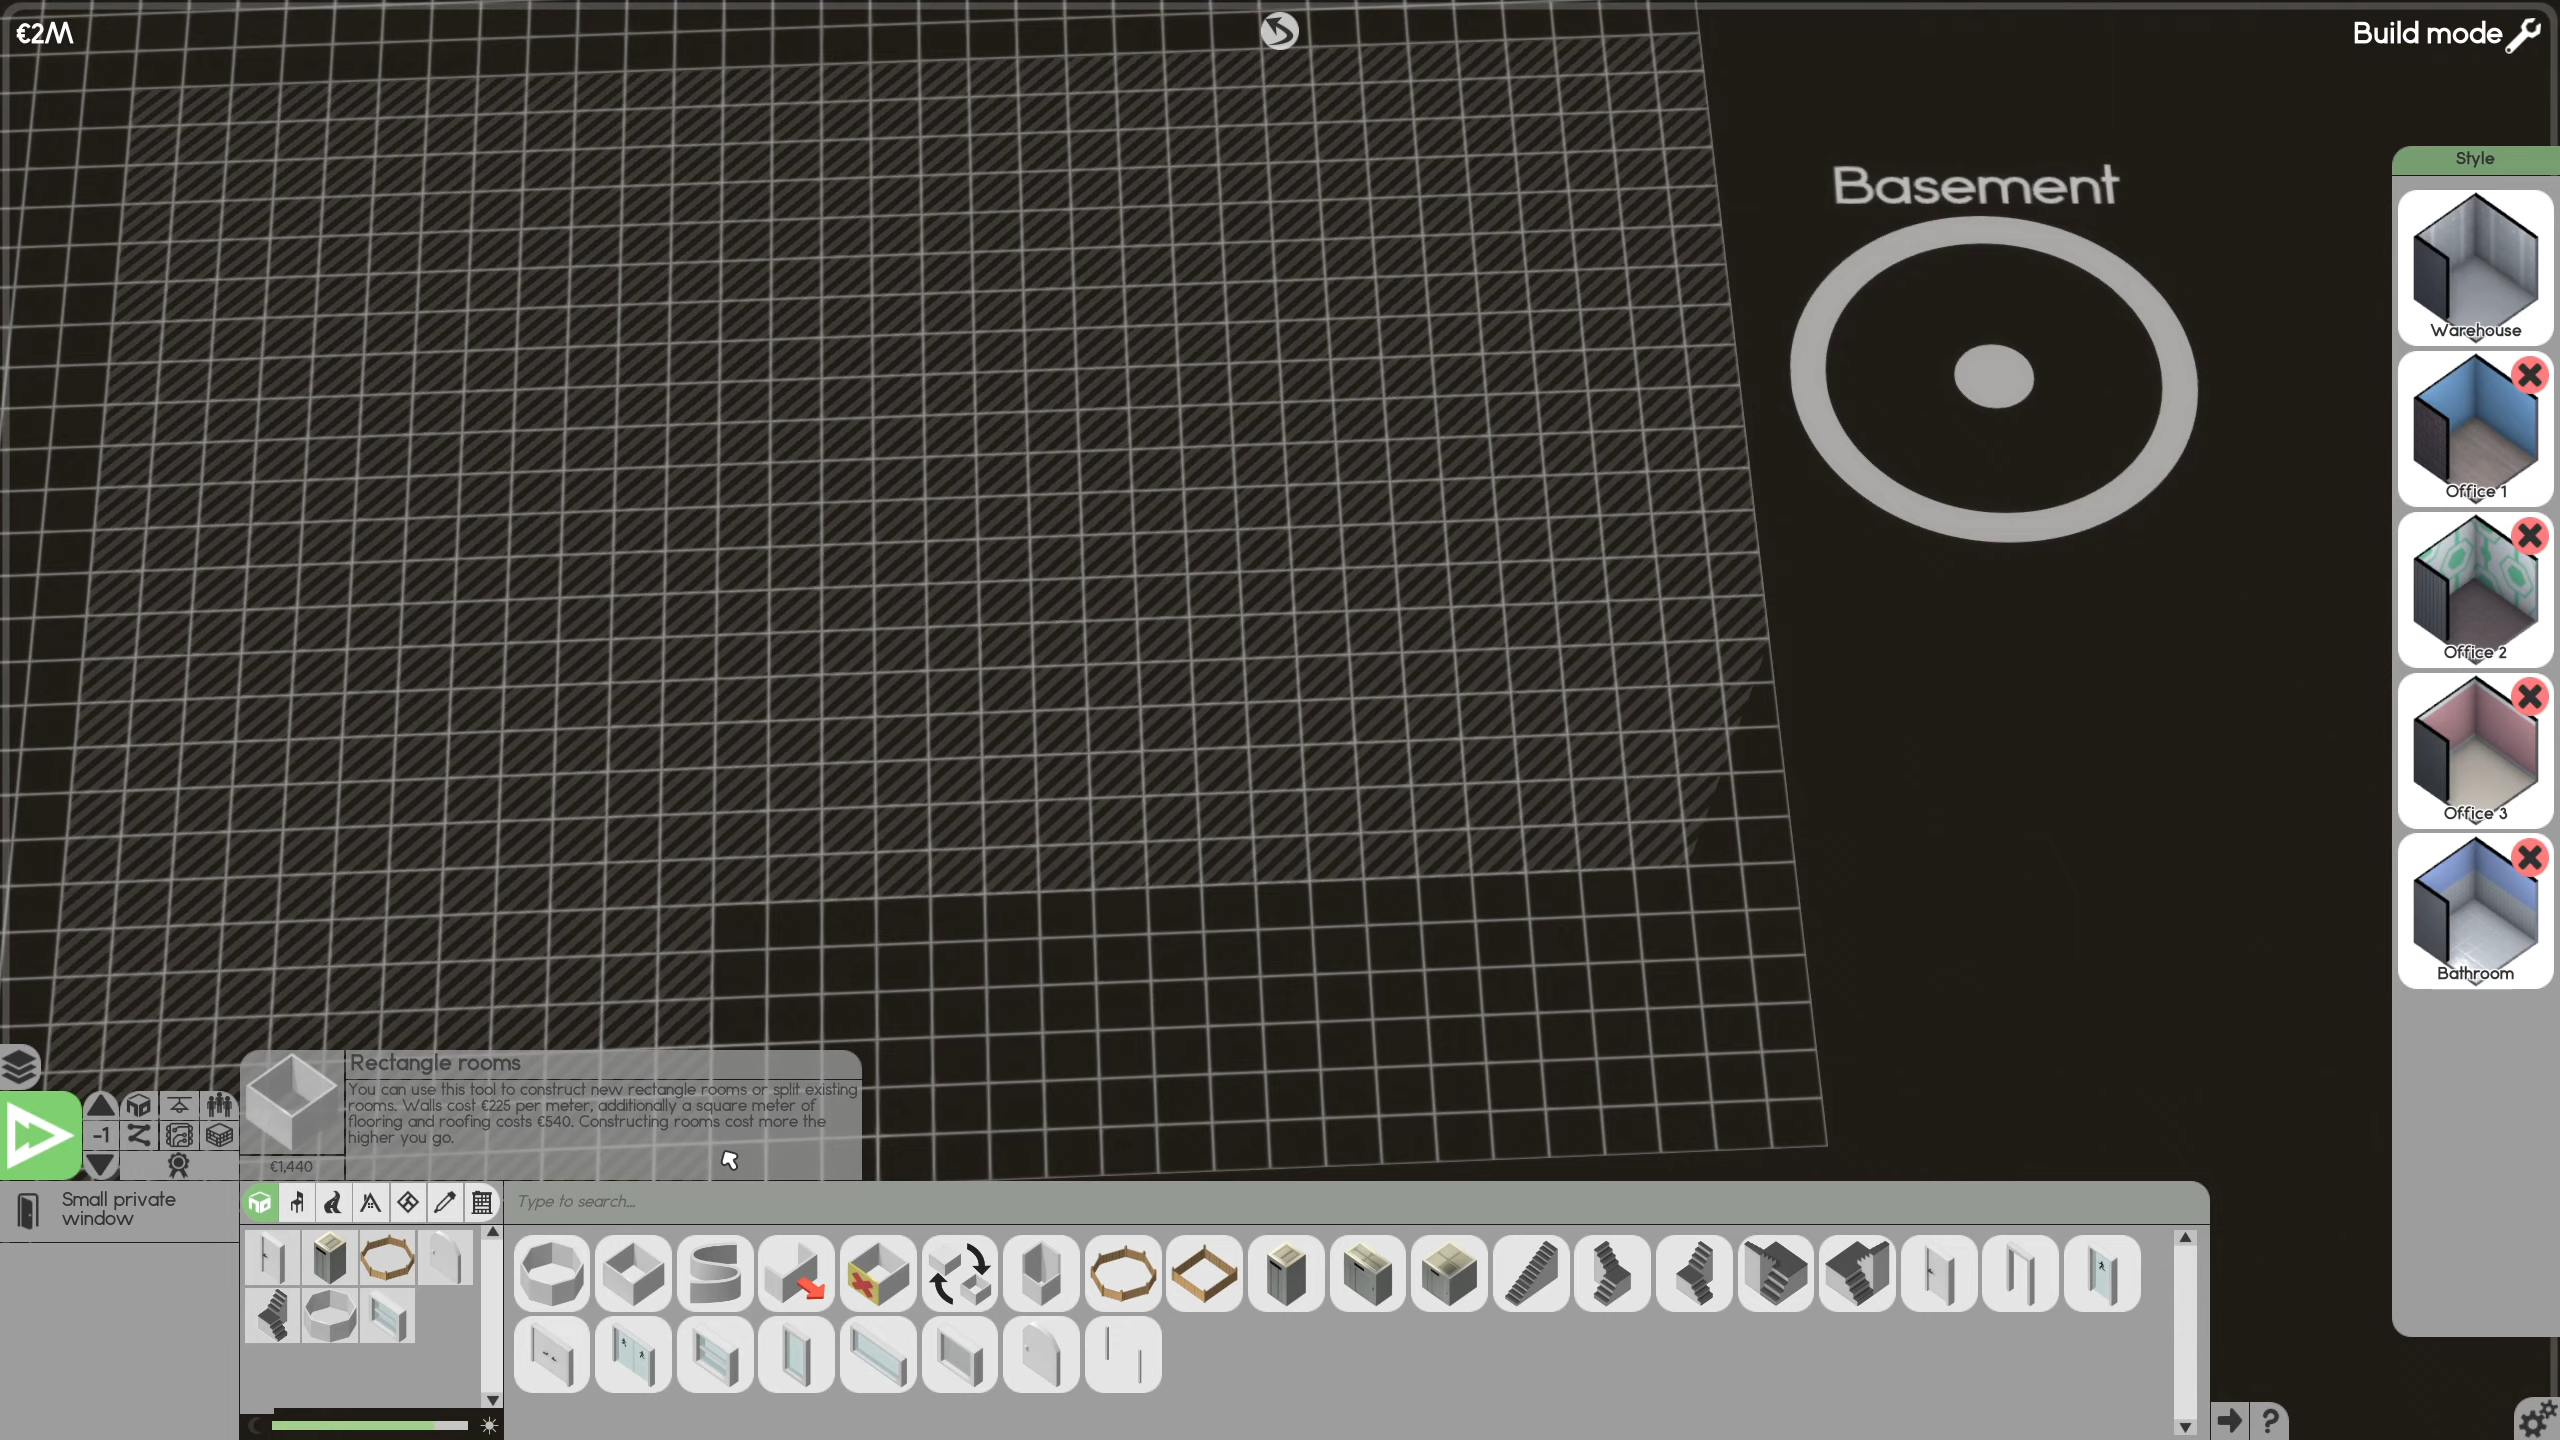 €2M
Build mode
Basement
Style
Warehouse
Office 1
Office 2
Office 3
Bathroom
Rectangle rooms
You can use this tool to construct new rectangle rooms or split existing
rooms. Walls cost €225 per meter, additionally a square meter of
flooring and roofing costs €540. Constructing rooms cost more the
higher you go.
€1,440
-1
Small private
window
Type to search...
?